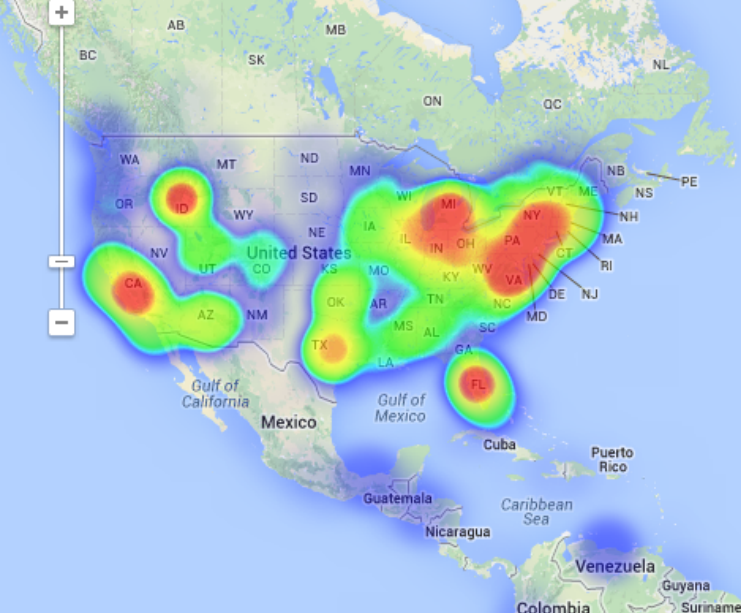 +
AB
MB
BC
SK
NL
ON
QC
WA
MT
ND
MN
NB
PE
NS
OR
ID
WY
SD
WI
MI
VT
ME
NH
NE
IA
NY
MA
NV
United States
IL
IN
OH
PA
CT
RI
UT
CO
KS
MO
KY
WV
VA
DE
NJ
CA
AZ
NM
OK
AR
TN
NC
MD
TX
MS
AL
SC
LA
GA
FL
−
−
Gulf of
California
Gulf of
Mexico
Mexico
Cuba
Puerto
Rico
Guatemala
Caribbean
Sea
Nicaragua
Venezuela
Guyana
Colombia
Suriname